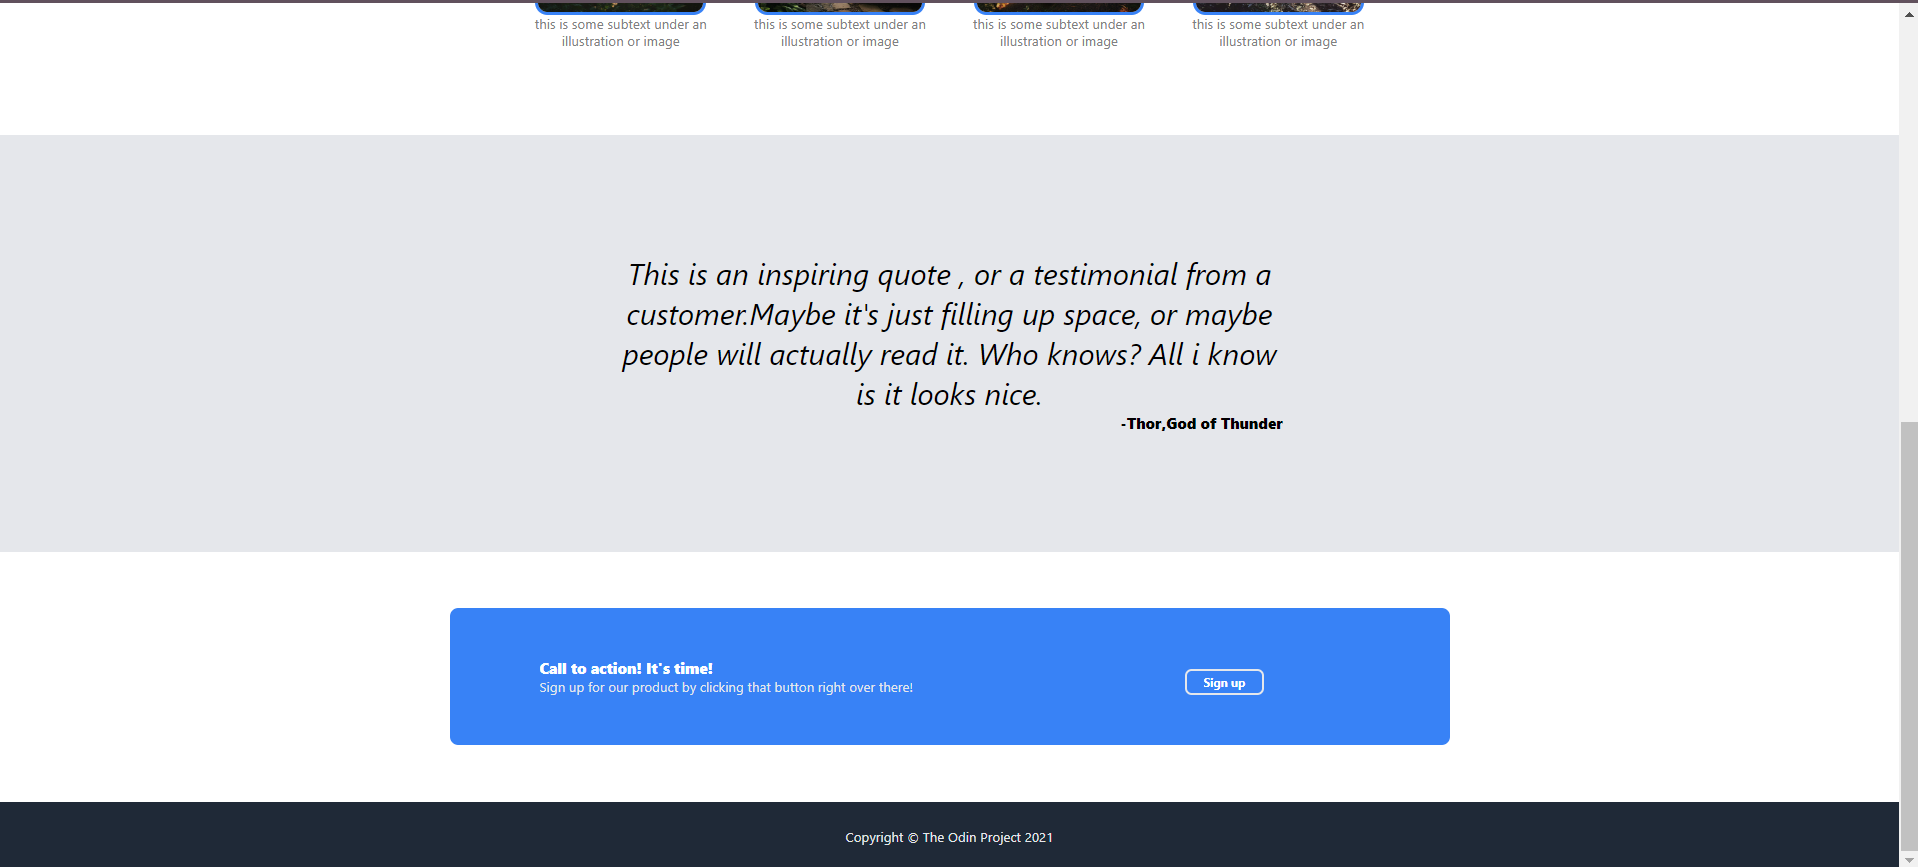 this is some subtext under an
illustration or image
this is some subtext under an
illustration or image
this is some subtext under an
illustration or image
this is some subtext under an
illustration or image
This is an inspiring quote , or a testimonial from a
customer.Maybe it's just filling up space, or maybe
people will actually read it. Who knows? All i know
is it looks nice.
-Thor,God of Thunder
Call to action! It's time!
Sign up for our product by clicking that button right over there!
Sign up
Copyright © The Odin Project 2021